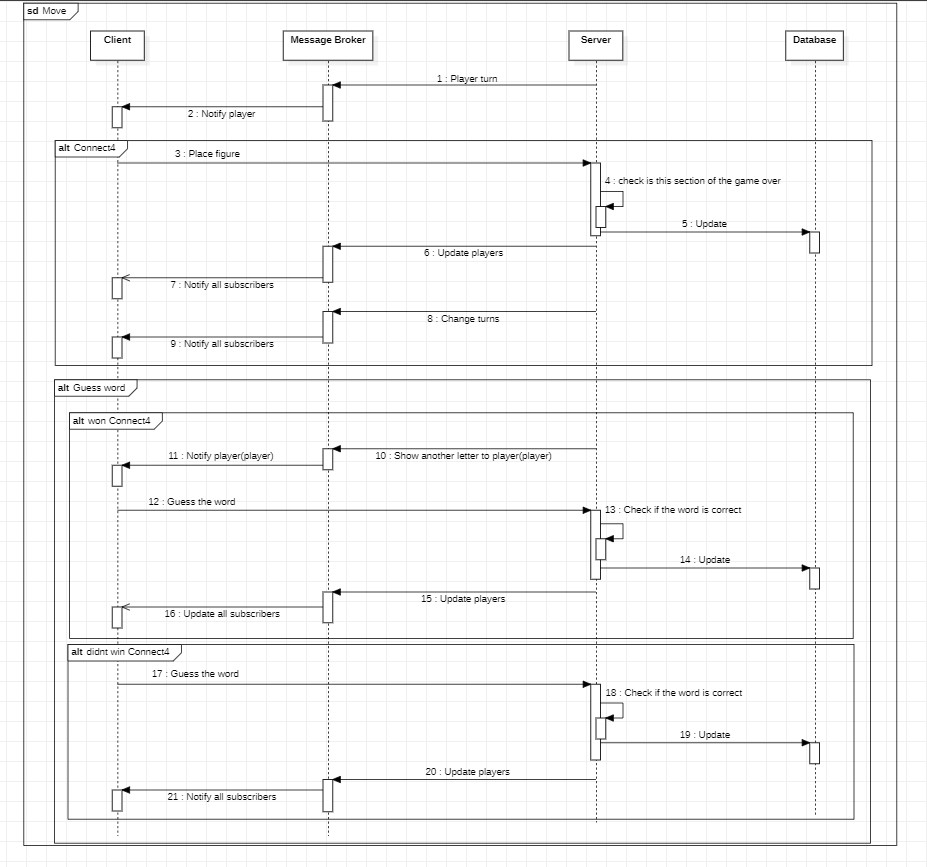 sd Move
Client
Message Broker
Server
Database
1 : Player turn
2 : Notify player
alt Connect4
3 : Place figure
4 : check is this section of the game over
5 : Update
6 : Update players
7 : Notify all subscribers
8 : Change turns
9 : Notify all subscribers
alt Guess word
alt won Connect4
11 : Notify player(player)
10 : Show another letter to player(player)
12 : Guess the word
13 : Check if the word is correct
14 : Update
15 : Update players
16 : Update all subscribers
alt didnt win Connect4
17 : Guess the word
18 : Check if the word is correct
19 : Update
20 : Update players
21 : Notify all subscribers